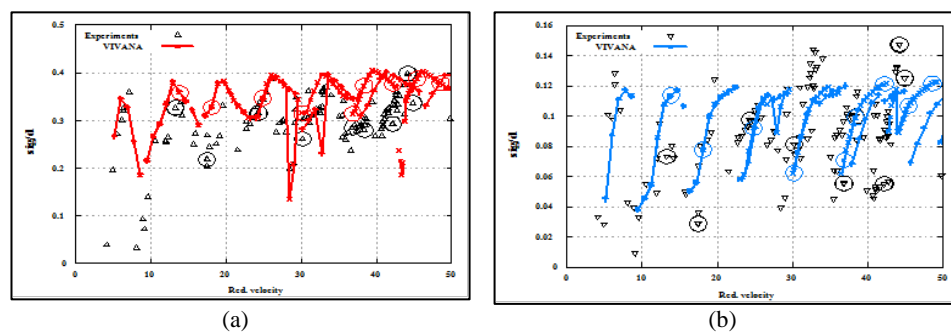 0.5
0.4
0.3
0.2
0.1
0
sig/d
Experiments
VIVANA
0 10 20 30 40 50
Red. velocity
(a)
0.16
0.14
0.12
0.1
0.08
0.06
0.04
0.02
0
sig/d
Experiments
VIVANA
0 10 20 30 40 50
Red. velocity
(b)